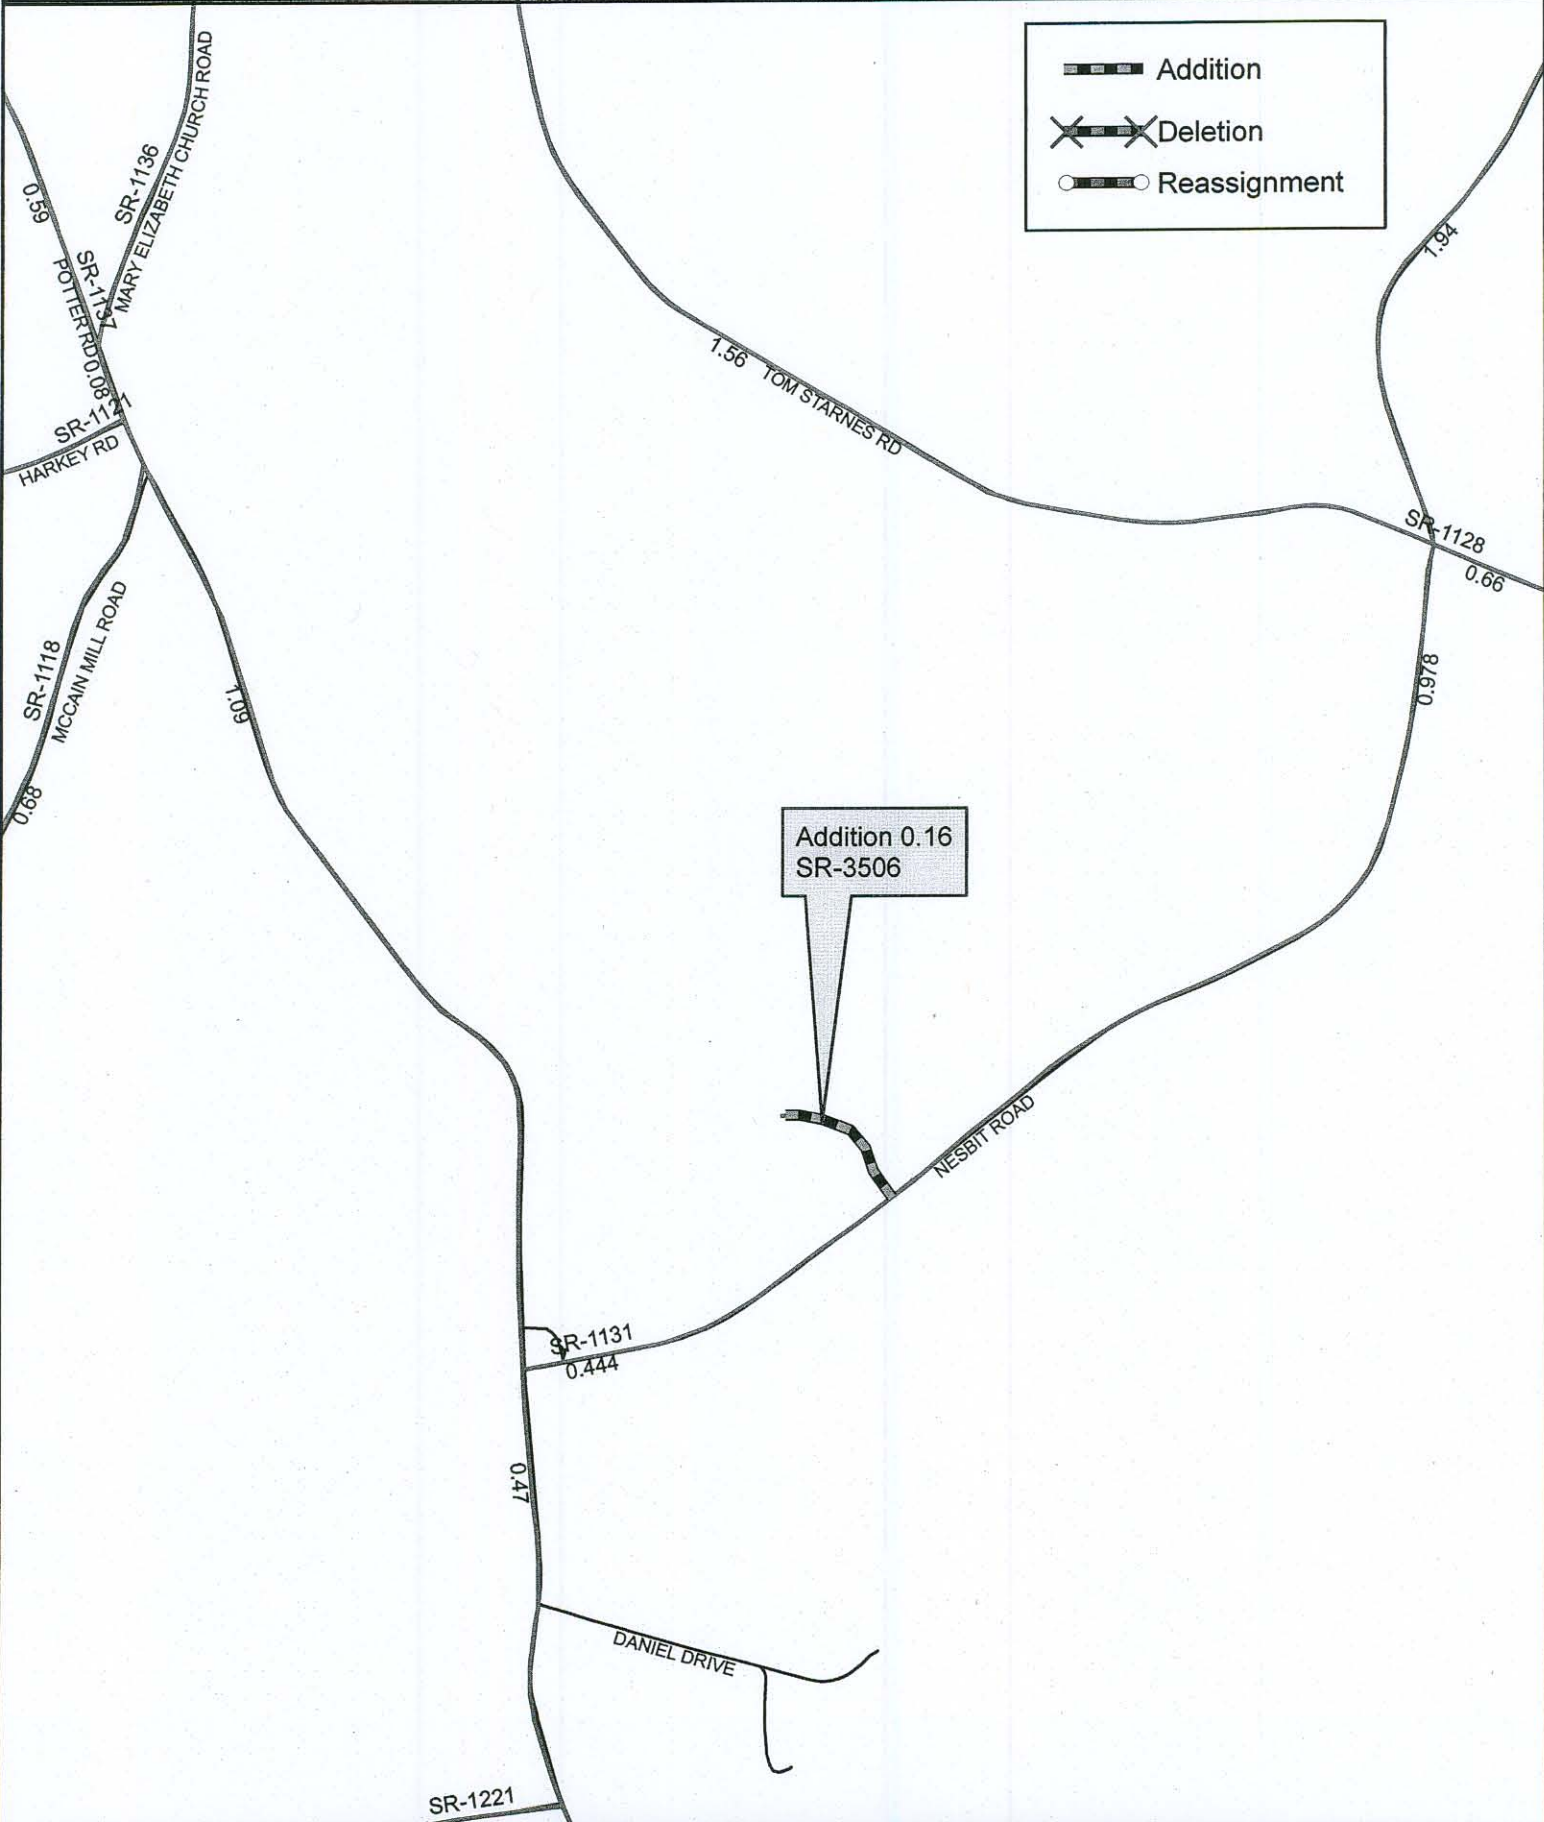 Addition
Deletion
Reassignment
MARY ELIZABETH CHURCH ROAD
SR-1136
0.59
SR-1137
POTTER RD
0.08
SR-1121
HARKEY RD
1.94
1.56
TOM STARNES RD
SR-1128
0.66
SR-1118
MCCAIN MILL ROAD
1.09
0.978
0.68
Addition 0.16
SR-3506
NESBIT ROAD
SR-1131
0.444
0.47
DANIEL DRIVE
SR-1221